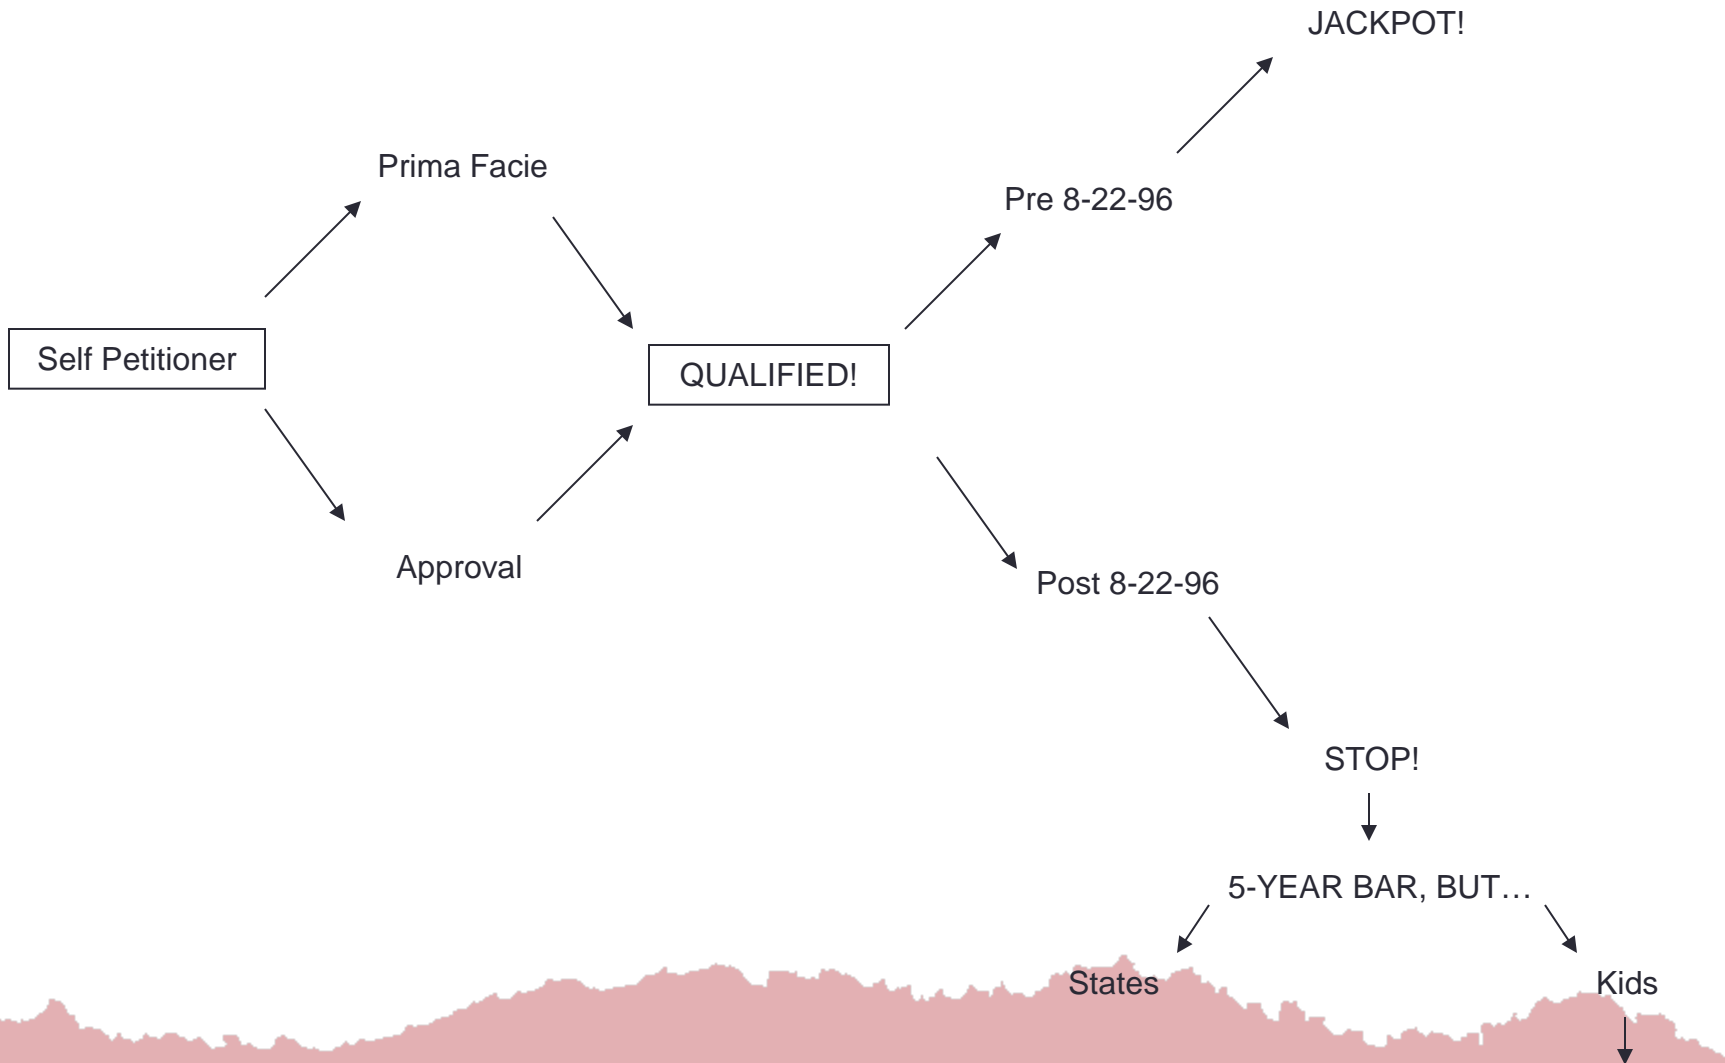 JACKPOT!
Prima Facie
Pre 8-22-96
Self Petitioner
QUALIFIED!
Approval
Post 8-22-96
STOP!
5-YEAR BAR, BUT…
States
Kids